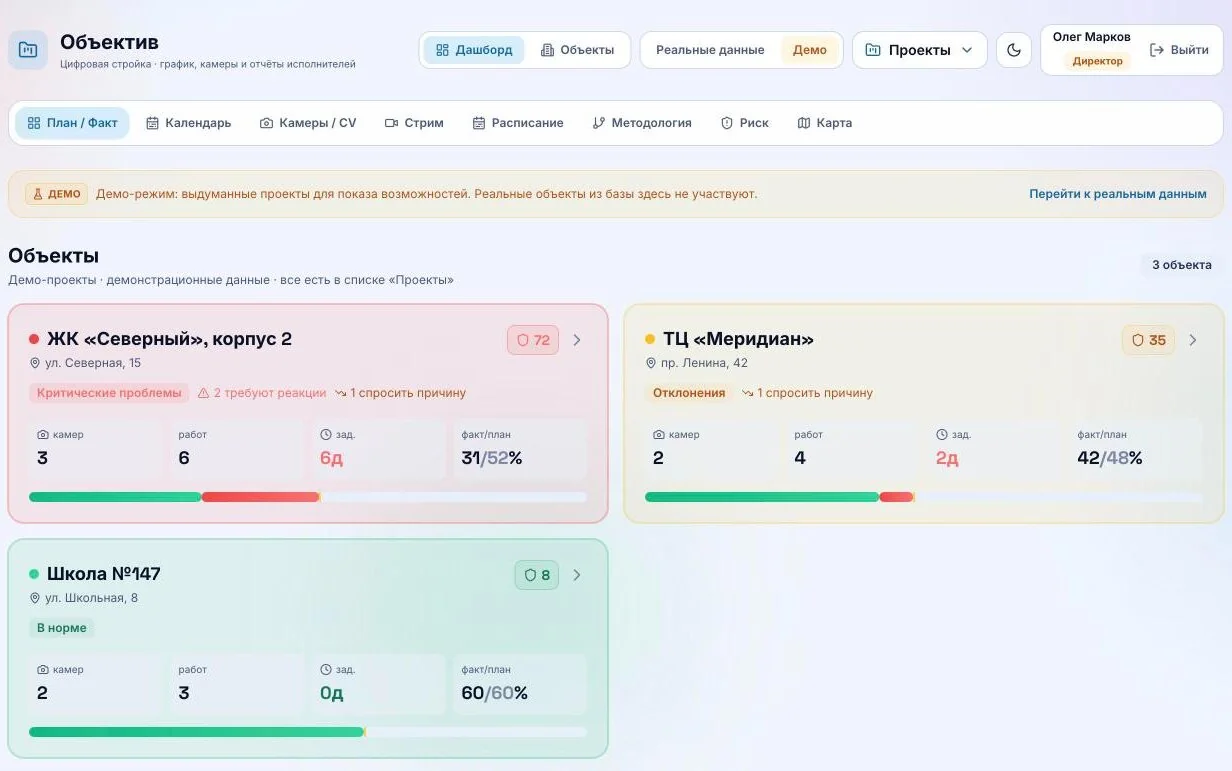 Объектив
Цифровая стройка · график, камеры и отчёты исполнителей
Дашборд
Объекты
Реальные данные
Демо
Проекты
Олег Марков
Директор
Выйти
План / Факт
Календарь
Камеры / CV
Стрим
Расписание
Методология
Риск
Карта
ДЕМО
Демо-режим: выдуманные проекты для показа возможностей. Реальные объекты из базы здесь не участвуют.
Перейти к реальным данным
Объекты
Демо-проекты · демонстрационные данные · все есть в списке «Проекты»
3 объекта
ЖК «Северный», корпус 2
72
ул. Северная, 15
Критические проблемы
2 требуют реакции
1 спросить причину
камер
работ
зад.
факт/план
3
6
6д
31/52%
ТЦ «Меридиан»
35
пр. Ленина, 42
Отклонения
1 спросить причину
камер
работ
зад.
факт/план
2
4
2д
42/48%
Школа №147
8
ул. Школьная, 8
В норме
камер
работ
зад.
факт/план
2
3
0д
60/60%